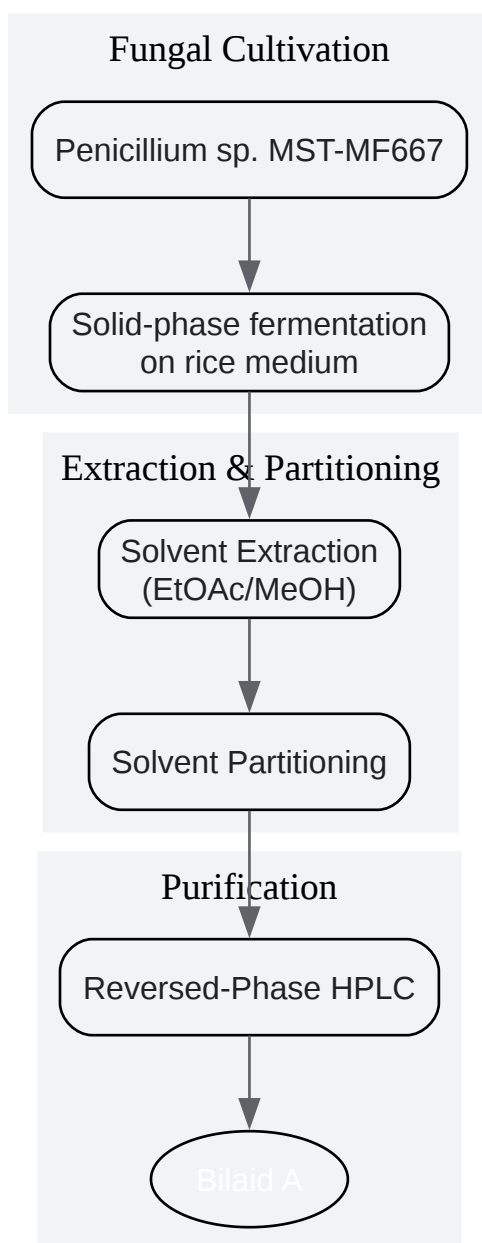 Fungal Cultivation
Penicillium sp. MST-MF667
Solid-phase fermentation
on rice medium
Extraction & Partitioning
Solvent Extraction
(EtOAc/MeOH)
Solvent Partitioning
Purification
Reversed-Phase HPLC
Bilaid A